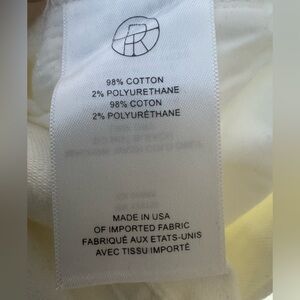 98% COTTON
2% POLYURETHANE
98% COTON
2% POLYURÉTHANE
MADE IN USA
OF IMPORTED FABRIC
FABRIQUÉ AUX ETATS-UNIS
AVEC TISSU IMPORTÉ